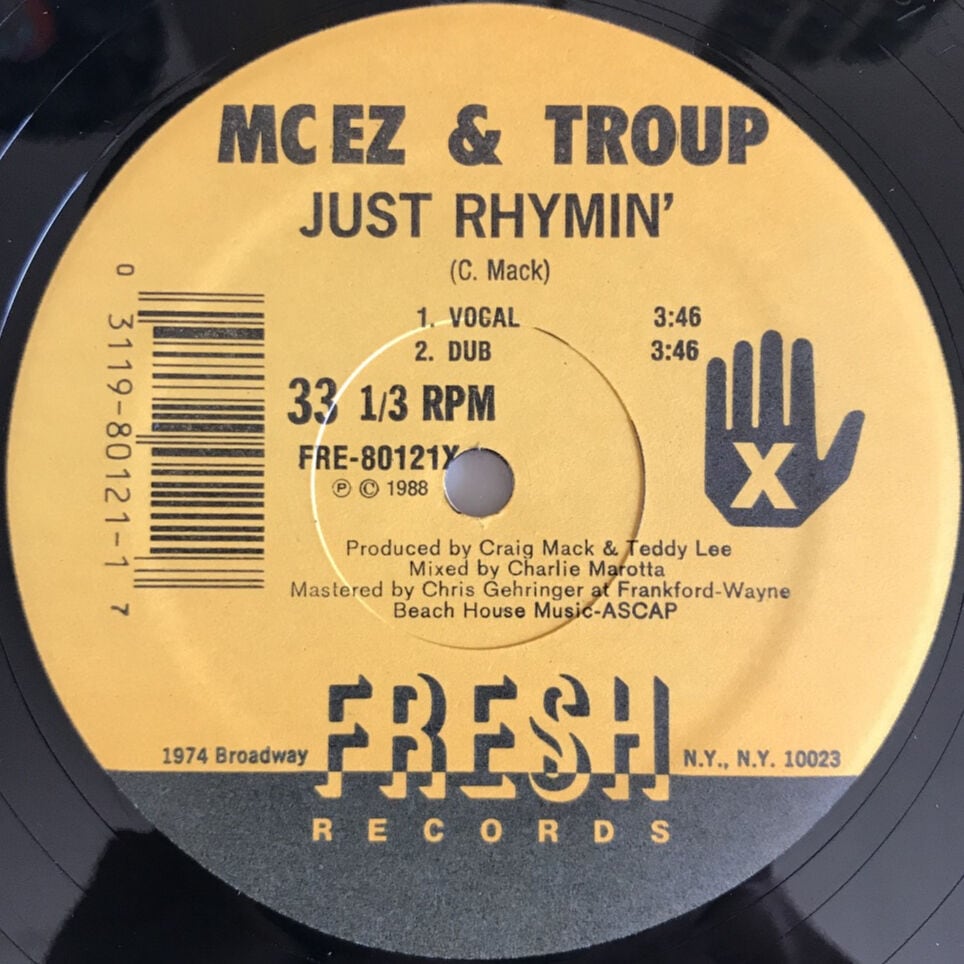 MC EZ & TROUP
JUST RHYMIN'
(C. Mack)
1. VOCAL 3:46
2. DUB 3:46
33 1/3 RPM
FRE-80121X
Ⓟ © 1988
X
0 3119-80121-1 7
Produced by Craig Mack & Teddy Lee
Mixed by Charlie Marotta
Mastered by Chris Gehringer at Frankford-Wayne
Beach House Music-ASCAP
FRESH
1974 Broadway N.Y., N.Y. 10023
RECORDS